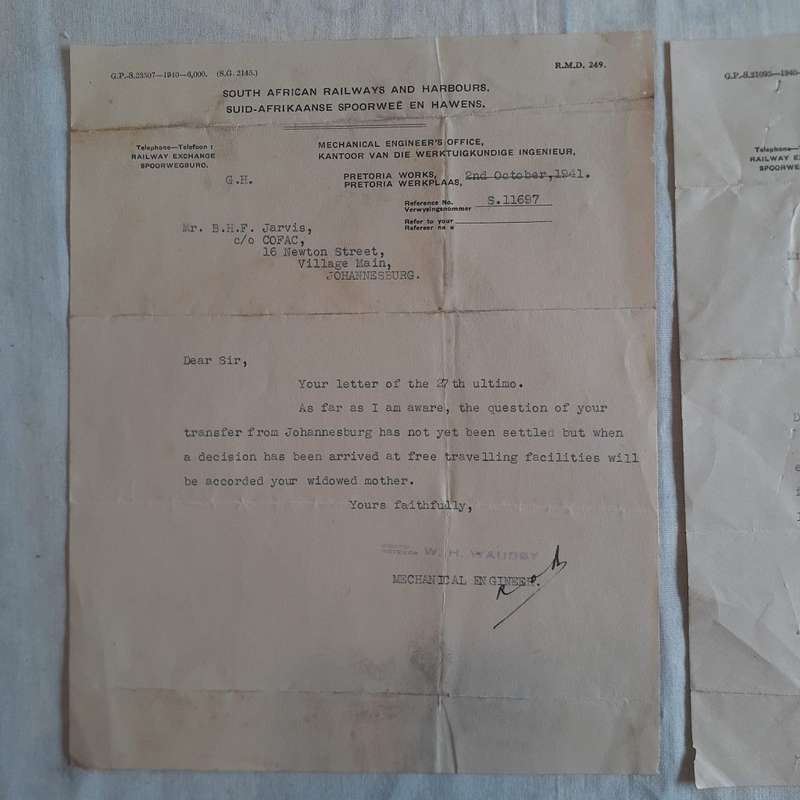 G.P.-S.23507—1940—6,000. (S.G. 2145.)
R.M.D. 249.
SOUTH AFRICAN RAILWAYS AND HARBOURS.
SUID-AFRIKAANSE SPOORWEË EN HAWENS.
Telephone—Telefoon:
RAILWAY EXCHANGE
SPOORWEGBURO.
G.H.
MECHANICAL ENGINEER'S OFFICE,
KANTOOR VAN DIE WERKTUIGKUNDIGE INGENIEUR,
PRETORIA WORKS,
PRETORIA WERKPLAAS,
2nd October, 1941.
Reference No.
Verwysingsnommer
S.11697
Refer to your
Refereer na u
Mr. B.H.F. Jarvis,
c/o COFAC,
16 Newton Street,
Village Main,
JOHANNESBURG.
Dear Sir,
Your letter of the 27th ultimo.
As far as I am aware, the question of your
transfer from Johannesburg has not yet been settled but when
a decision has been arrived at free travelling facilities will
be accorded your widowed mother.
Yours faithfully,
W. H.
MECHANICAL ENGINEER.
RAILWAY
SPOORWEG